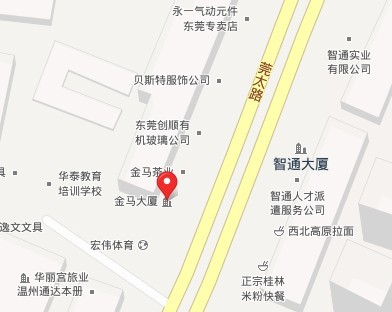 永一气动元件
东莞专卖店
智通实业
有限公司
莞太路
贝斯特服饰公司
东莞创顺有
机玻璃公司
智通大厦
金马茶业
华泰教育
培训学校
智通人才派
遣服务公司
金马大厦
逸文文具
西北高原拉面
宏伟体育
华丽宫旅业
温州通达本册
正宗桂林
米粉快餐